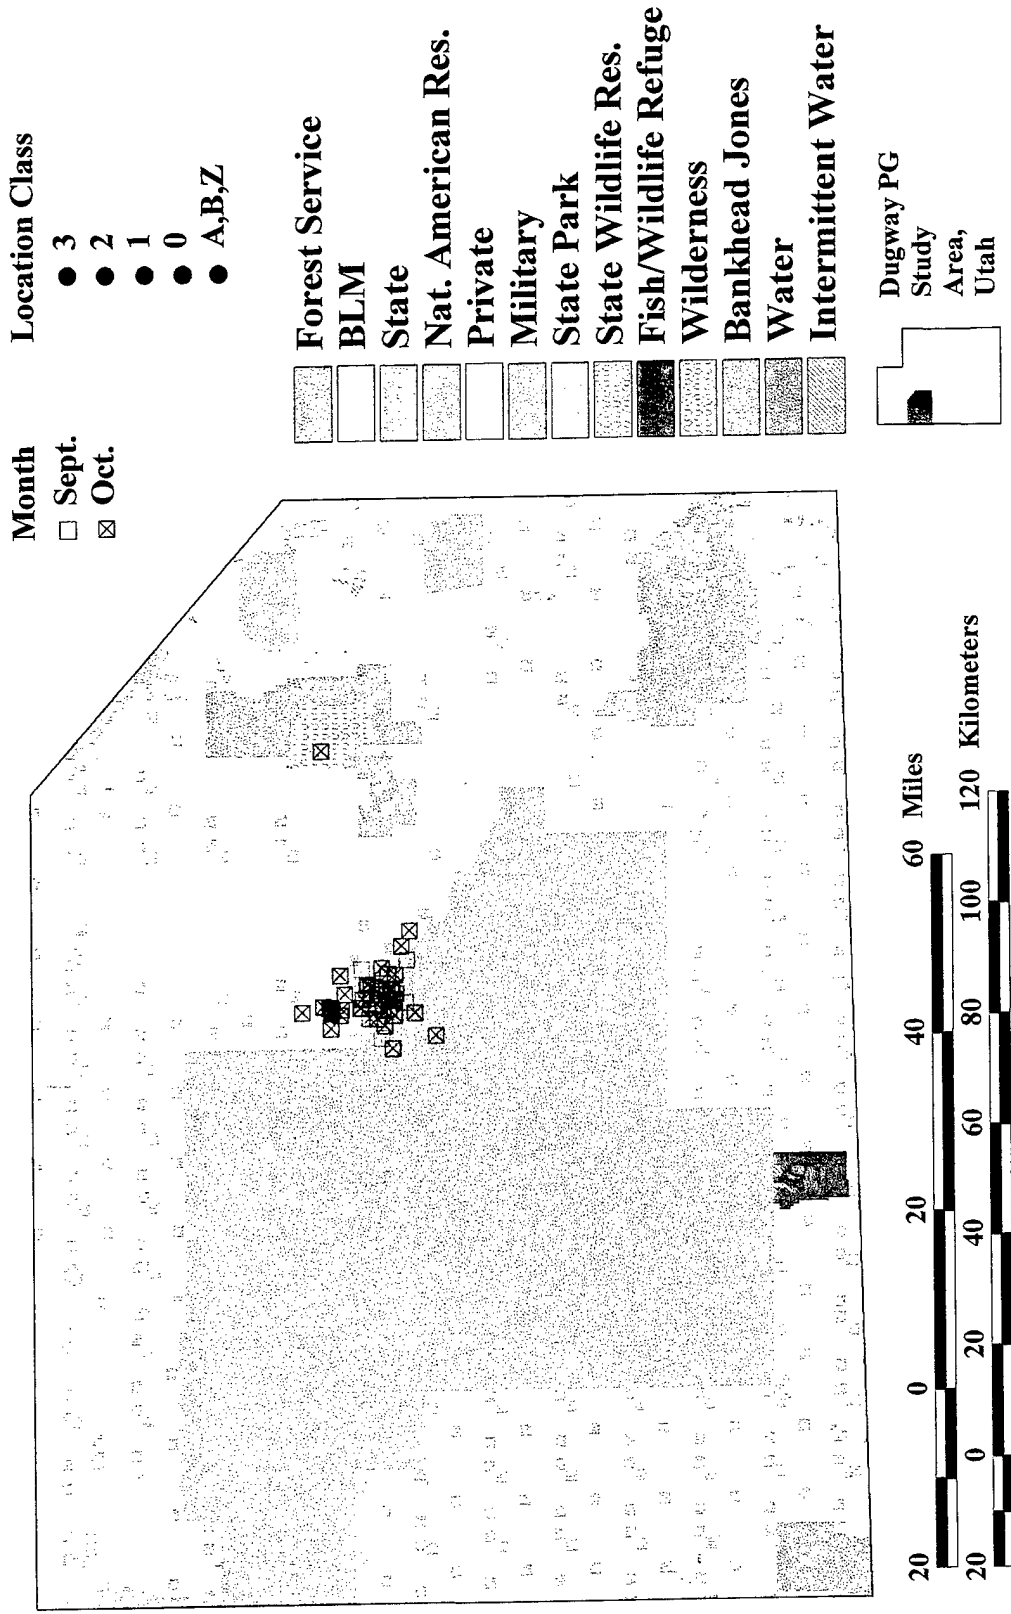 Month
Sept.
Oct.
Location Class
3
2
1
0
A,B,Z
Forest Service
BLM
State
Nat. American Res.
Private
Military
State Park
State Wildlife Res.
Fish/Wildlife Refuge
Wilderness
Bankhead Jones
Water
Intermittent Water
Dugway PG
Study
Area,
Utah
20 0 20 40 60 Miles
20 0 20 40 60 80 100 120 Kilometers